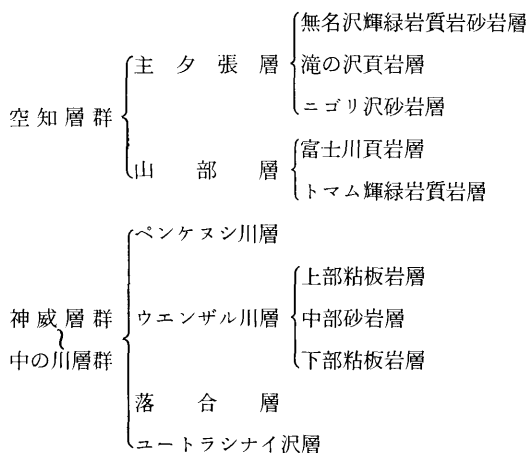 無名沢輝緑岩質岩砂岩層
主夕張層 滝の沢頁岩層
ニゴリ沢砂岩層
空知層群
富士川頁岩層
山部層
トマム輝緑岩質岩層
ペンケヌシ川層
上部粘板岩層
神威層群 ウエンザル川層 中部砂岩層
中の川層群 下部粘板岩層
落合層
ユートラシナイ沢層